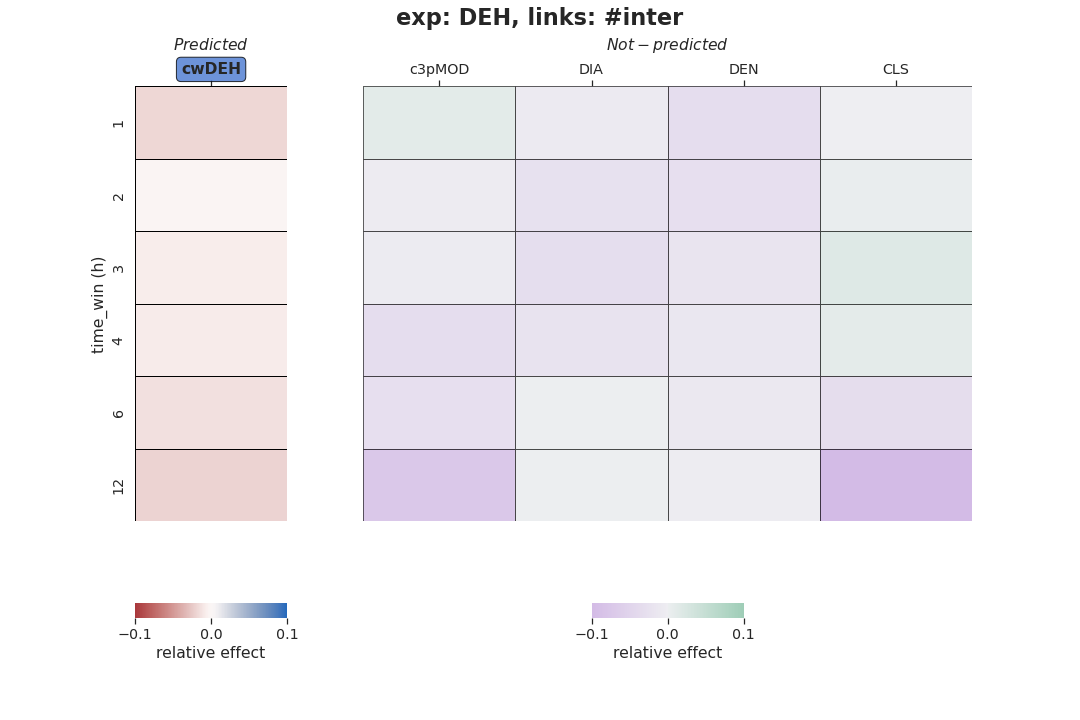 exp: DEH, links: #inter
Predicted
Not − predicted
cwDEH
c3pMOD DIA DEN CLS
time_win (h)
1
2
3
4
6
12
−0.1 0.0 0.1
relative effect
−0.1 0.0 0.1
relative effect